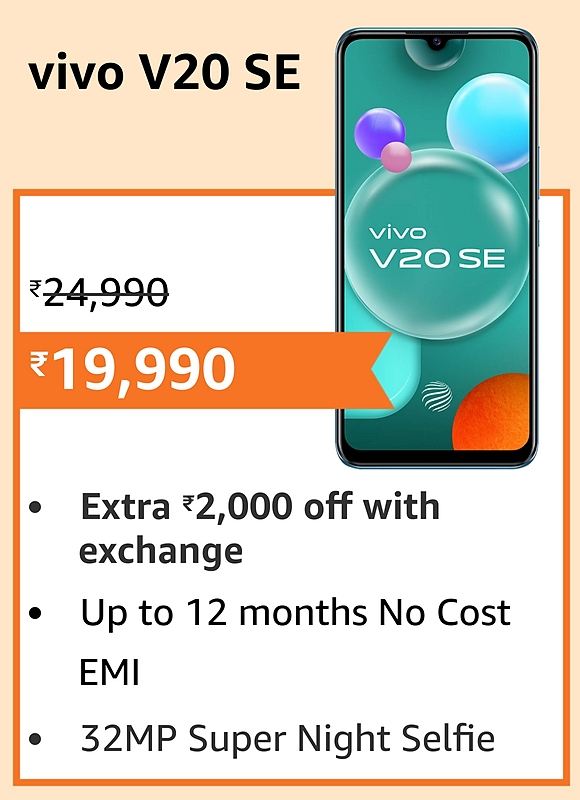 vivo V20 SE
vivo
V20 SE
₹24,990
₹19,990
• Extra ₹2,000 off with
exchange
• Up to 12 months No Cost
EMI
• 32MP Super Night Selfie